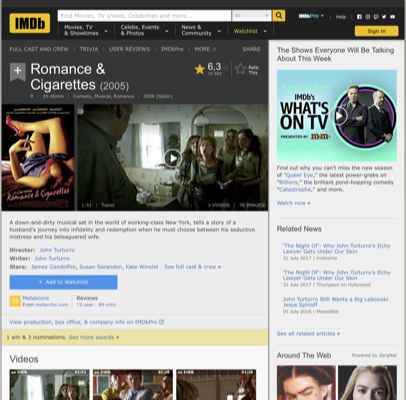 IMDb
Find Movies, TV shows, Celebrities and more...
All
IMDbPro
Help
Movies, TV
& Showtimes
Celebs, Events
& Photos
News &
Community
Watchlist
Sign in
FULL CAST AND CREW | TRIVIA | USER REVIEWS | IMDbPro | MORE
SHARE
Romance &
Cigarettes (2005)
6,3
Rate
This
R | 1h 45min | Comedy, Musical, Romance | 2006 (Spain)
Romance & Cigarettes
1:51 | Trailer
3 VIDEOS | 76 IMAGES
A down-and-dirty musical set in the world of working-class New York, tells a story of a
husband's journey into infidelity and redemption when he must choose between his seductive
mistress and his beleaguered wife.
Director: John Turturro
Writer: John Turturro
Stars: James Gandolfini, Susan Sarandon, Kate Winslet | See full cast & crew »
+ Add to Watchlist
Metascore
From metacritic.com
Reviews
72 user | 89 critic
View production, box office, & company info on IMDbPro
1 win & 3 nominations. See more awards »
Videos
The Shows Everyone Will Be Talking
About This Week
IMDb's
WHAT'S
ON TV
PRESENTED BY
Find out why you can't miss the new season
of "Queer Eye," the latest power-grabs on
"Billions," the brilliant pond-hopping comedy
"Catastrophe," and more.
Watch now »
Related News
'The Night Of': Why John Turturro's Itchy
Lawyer Gets Under Our Skin
31 July 2017 | Indiewire
'The Night Of': Why John Turturro's Itchy
Lawyer Gets Under Our Skin
31 July 2017 | Thompson on Hollywood
John Turturro Still Wants a Big Lebowski
Jesus Spinoff
01 July 2016 | MovieWeb
See all related articles »
Around The Web
Powered by ZergNet